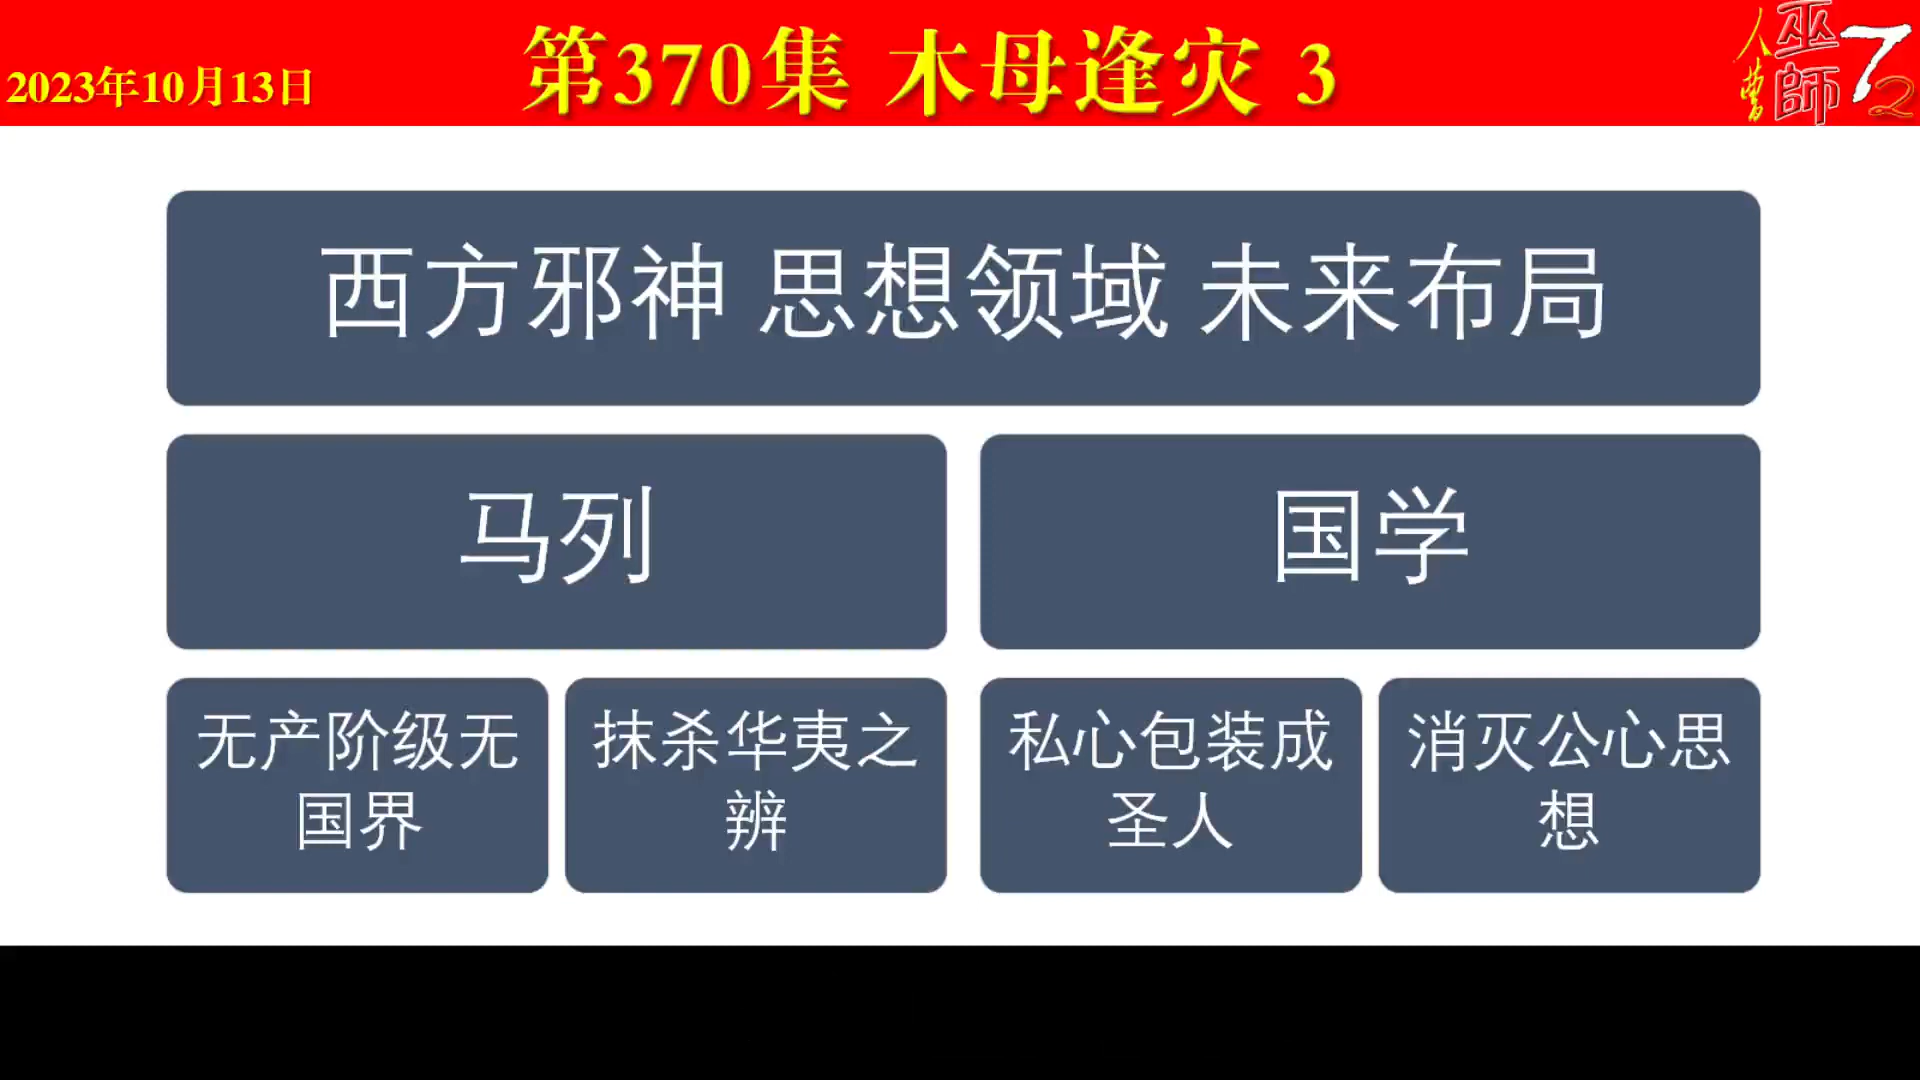 2023年10月13日
第370集 木母逢灾 3
人曹
巫師
72
西方邪神 思想领域 未来布局
马列
国学
无产阶级无
国界
抹杀华夷之
辨
私心包装成
圣人
消灭公心思
想